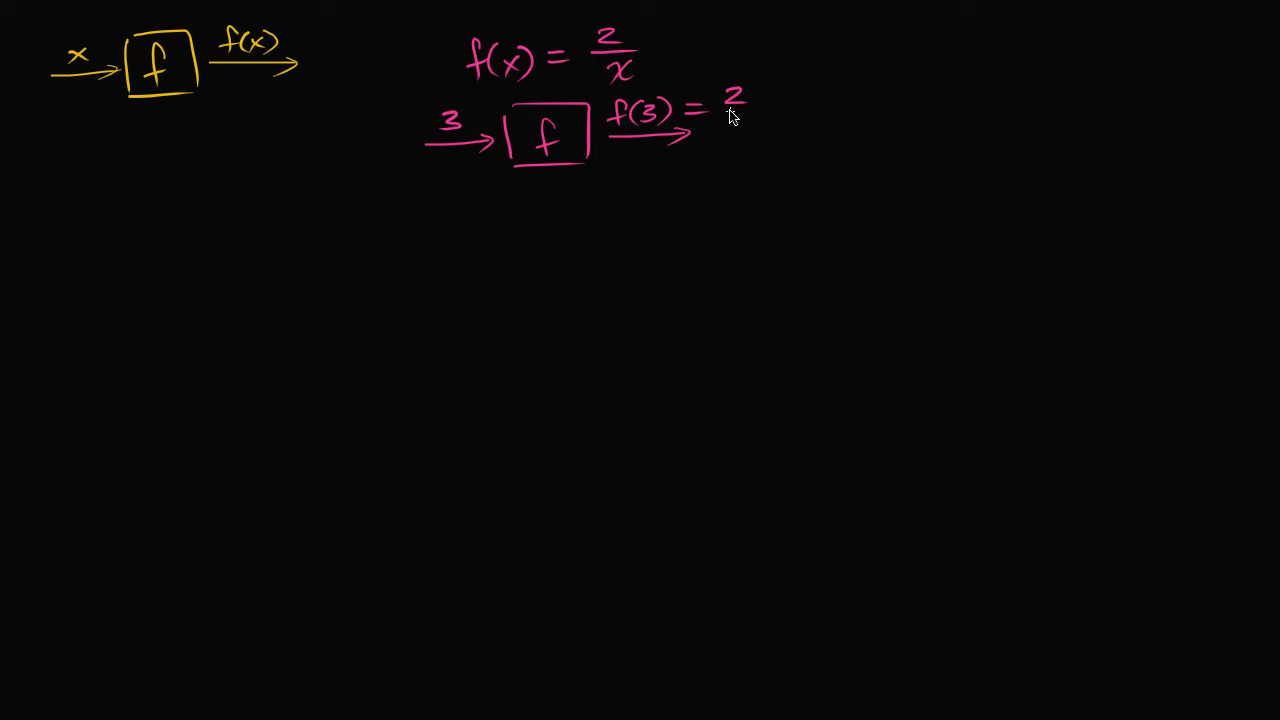 x f f(x)
f(x) = 2/x
3 f f(3) = 2